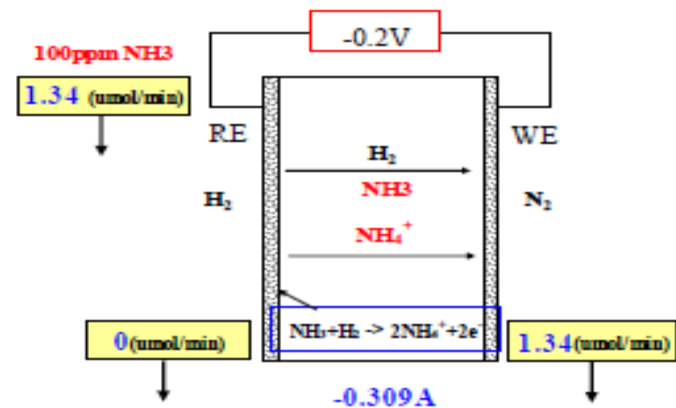 -0.2V
100ppm NH3
1.34 (umol/min)
RE
WE
H₂
NH3
H₂
N₂
NH₄⁺
NH₃+H₂ -> 2NH₄⁺+2e⁻
0(umol/min)
1.34(umol/min)
-0.309A